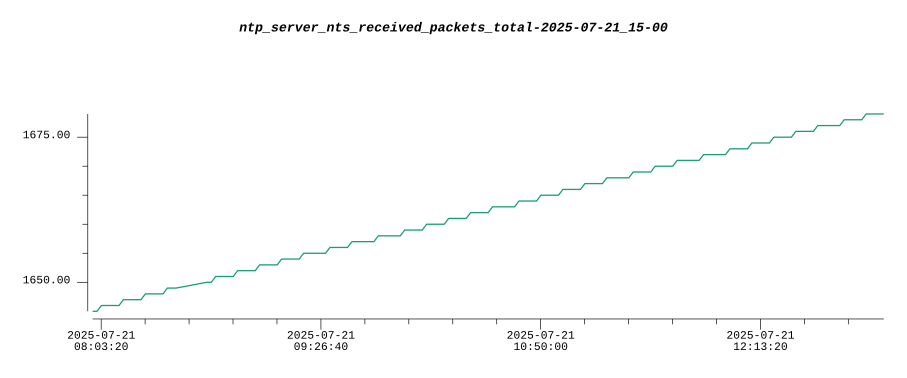 ntp_server_nts_received_packets_total-2025-07-21_15-00
1675.00
1650.00
2025-07-21 2025-07-21 2025-07-21 2025-07-21
08:03:20 09:26:40 10:50:00 12:13:20